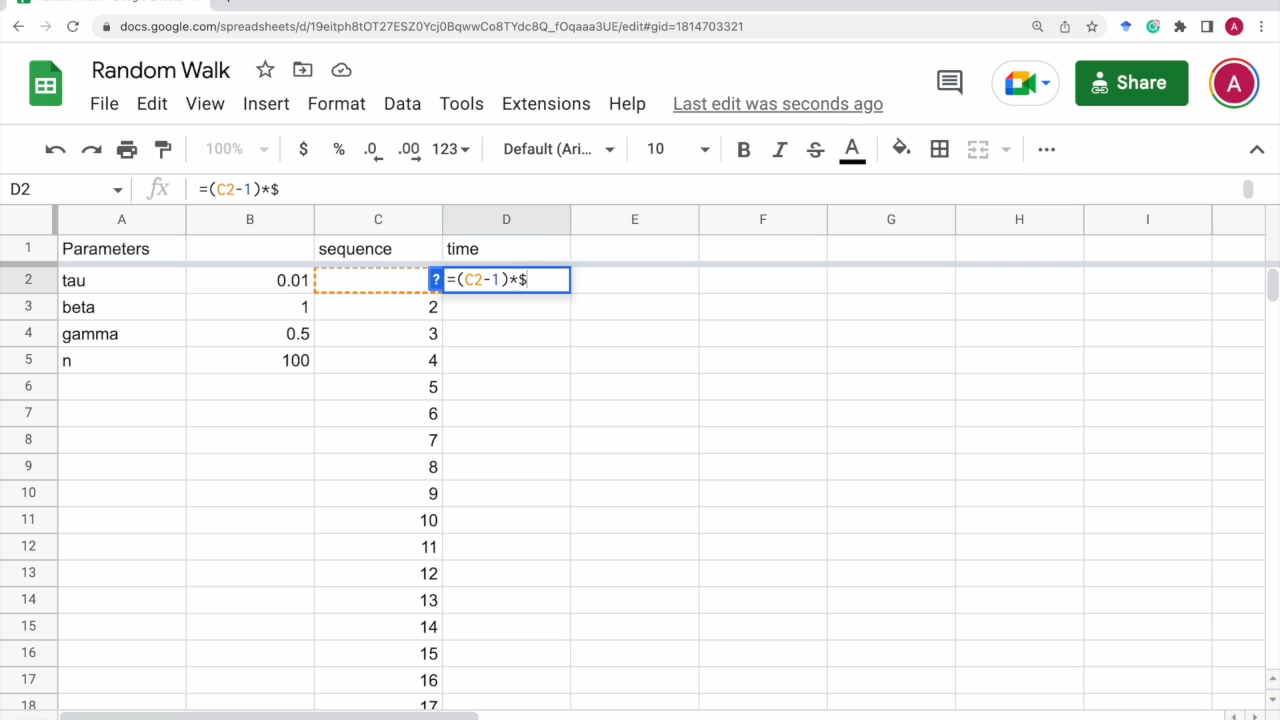 docs.google.com/spreadsheets/d/19eitph8tOT27ESZ0Ycj0BqwwCo8TYdc8Q_fOqaaa3UE/edit#gid=1814703321
A
Random Walk
Share
A
File Edit View Insert Format Data Tools Extensions Help Last edit was seconds ago
100% $ % .0 .00 123 Default (Ari... 10 B I S A
D2 fx =(C2-1)*$
A B C D E F G H I
1 Parameters sequence time
2 tau 0.01 ? =(C2-1)*$
3 beta 1 2
4 gamma 0.5 3
5 n 100 4
6 5
7 6
8 7
9 8
10 9
11 10
12 11
13 12
14 13
15 14
16 15
17 16
18 17